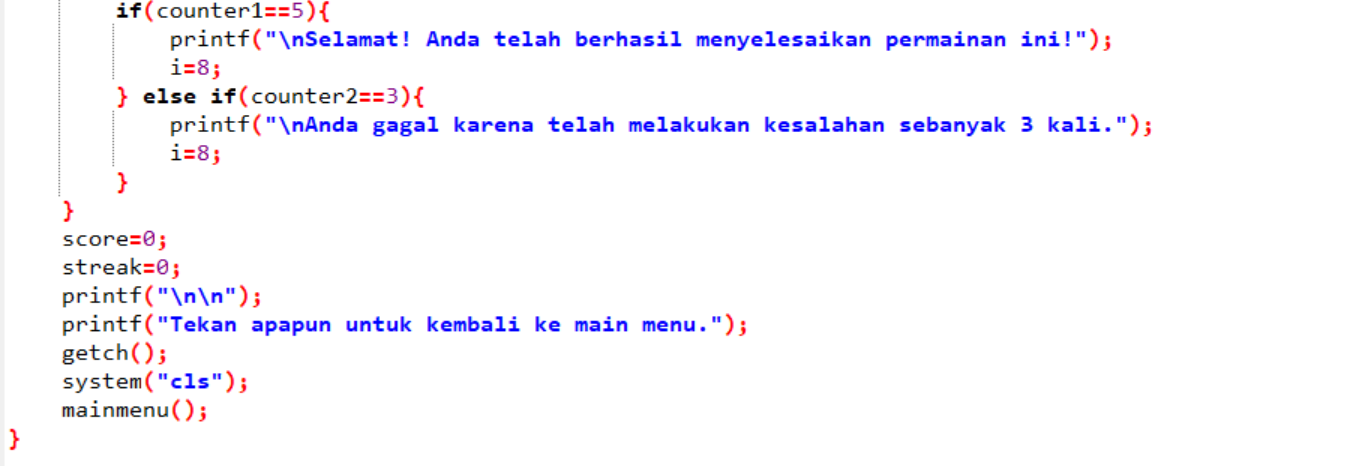 if(counter1==5){
printf("\nSelamat! Anda telah berhasil menyelesaikan permainan ini!");
i=8;
} else if(counter2==3){
printf("\nAnda gagal karena telah melakukan kesalahan sebanyak 3 kali.");
i=8;
}
}
score=0;
streak=0;
printf("\n\n");
printf("Tekan apapun untuk kembali ke main menu.");
getch();
system("cls");
mainmenu();
}